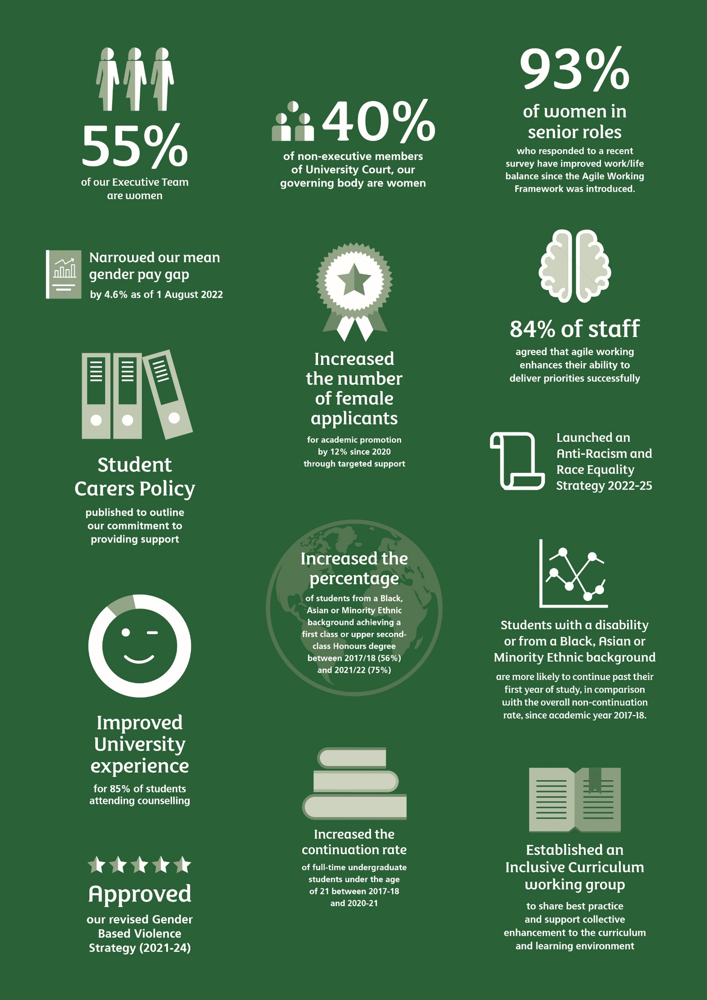 55%
of our Executive Team
are women
40%
of non-executive members
of University Court, our
governing body are women
93%
of women in
senior roles
who responded to a recent
survey have improved work/life
balance since the Agile Working
Framework was introduced.
Narrowed our mean
gender pay gap
by 4.6% as of 1 August 2022
Increased
the number
of female
applicants
for academic promotion
by 12% since 2020
through targeted support
84% of staff
agreed that agile working
enhances their ability to
deliver priorities successfully
Student
Carers Policy
published to outline
our commitment to
providing support
Launched an
Anti-Racism and
Race Equality
Strategy 2022-25
Increased the
percentage
of students from a Black,
Asian or Minority Ethnic
background achieving a
first class or upper second-
class Honours degree
between 2017/18 (56%)
and 2021/22 (75%)
Students with a disability
or from a Black, Asian or
Minority Ethnic background
are more likely to continue past their
first year of study, in comparison
with the overall non-continuation
rate, since academic year 2017-18.
Improved
University
experience
for 85% of students
attending counselling
Increased the
continuation rate
of full-time undergraduate
students under the age
of 21 between 2017-18
and 2020-21
Established an
Inclusive Curriculum
working group
to share best practice
and support collective
enhancement to the curriculum
and learning environment
Approved
our revised Gender
Based Violence
Strategy (2021-24)